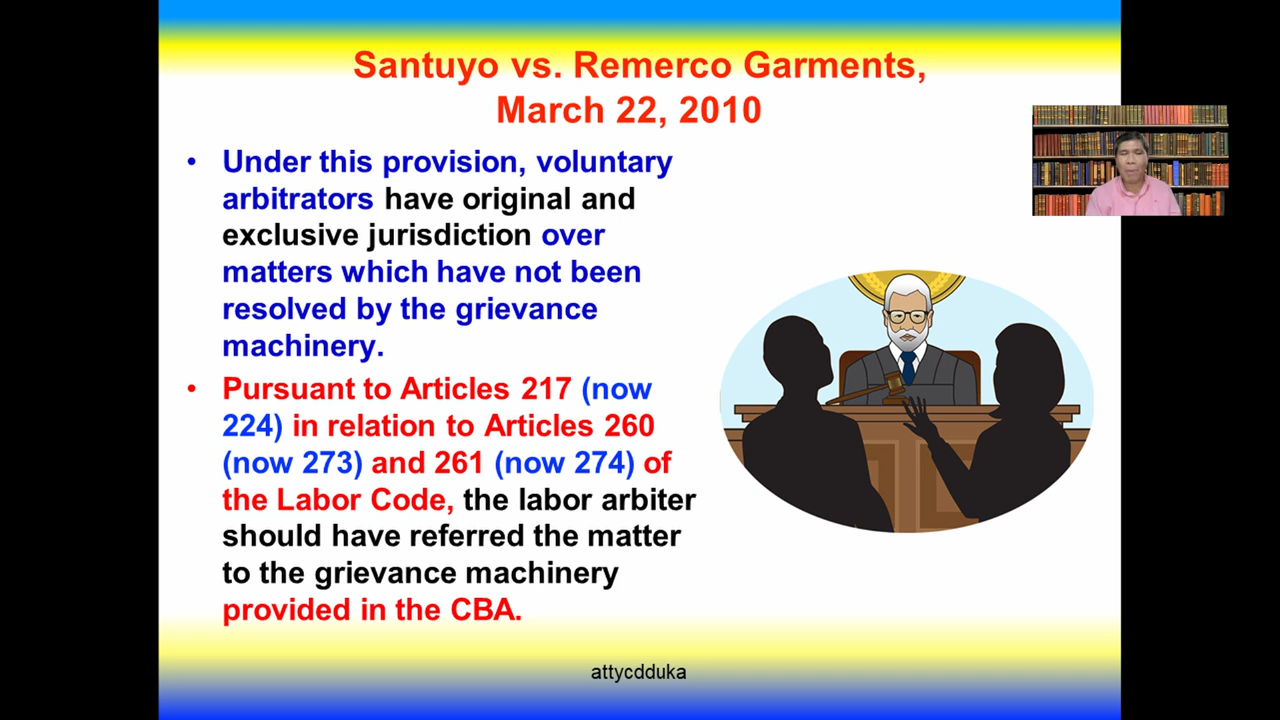 Santuyo vs. Remerco Garments,
March 22, 2010
• Under this provision, voluntary
arbitrators have original and
exclusive jurisdiction over
matters which have not been
resolved by the grievance
machinery.
• Pursuant to Articles 217 (now
224) in relation to Articles 260
(now 273) and 261 (now 274) of
the Labor Code, the labor arbiter
should have referred the matter
to the grievance machinery
provided in the CBA.
attycdduka